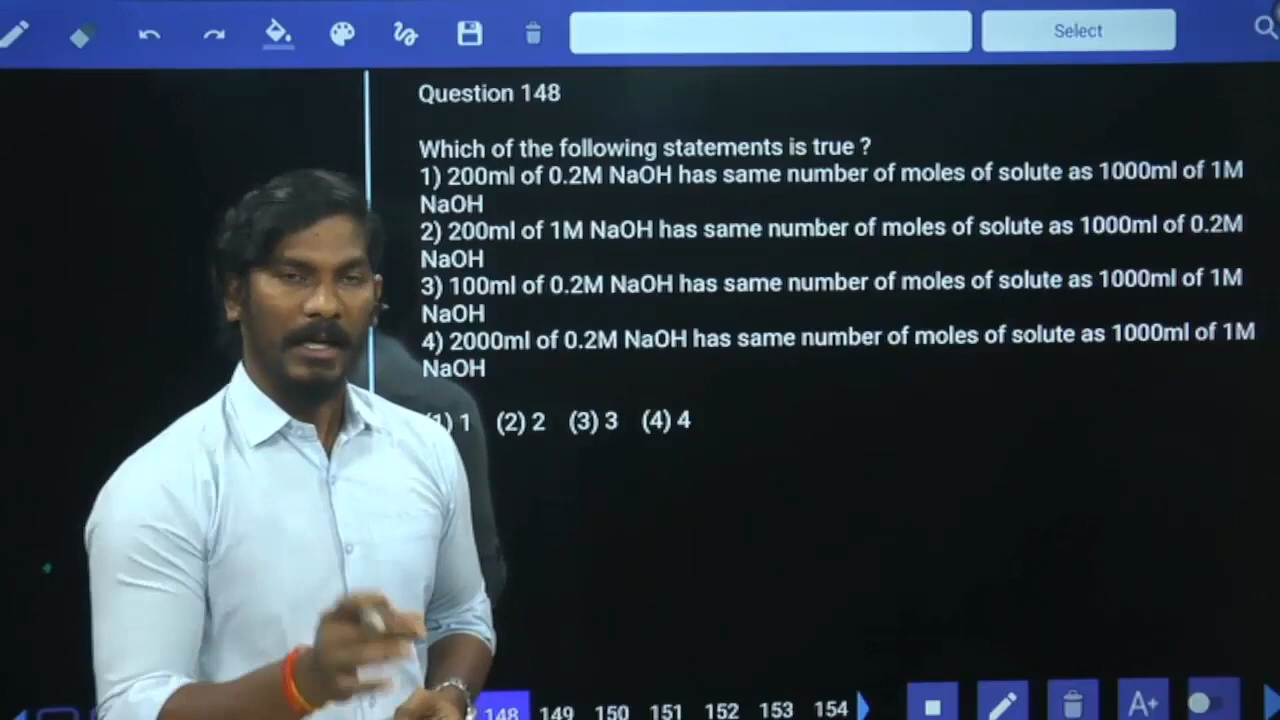 Select
Question 148
Which of the following statements is true ?
1) 200ml of 0.2M NaOH has same number of moles of solute as 1000ml of 1M
NaOH
2) 200ml of 1M NaOH has same number of moles of solute as 1000ml of 0.2M
NaOH
3) 100ml of 0.2M NaOH has same number of moles of solute as 1000ml of 1M
NaOH
4) 2000ml of 0.2M NaOH has same number of moles of solute as 1000ml of 1M
NaOH
(1) 1 (2) 2 (3) 3 (4) 4
148 149 150 151 152 153 154 A+